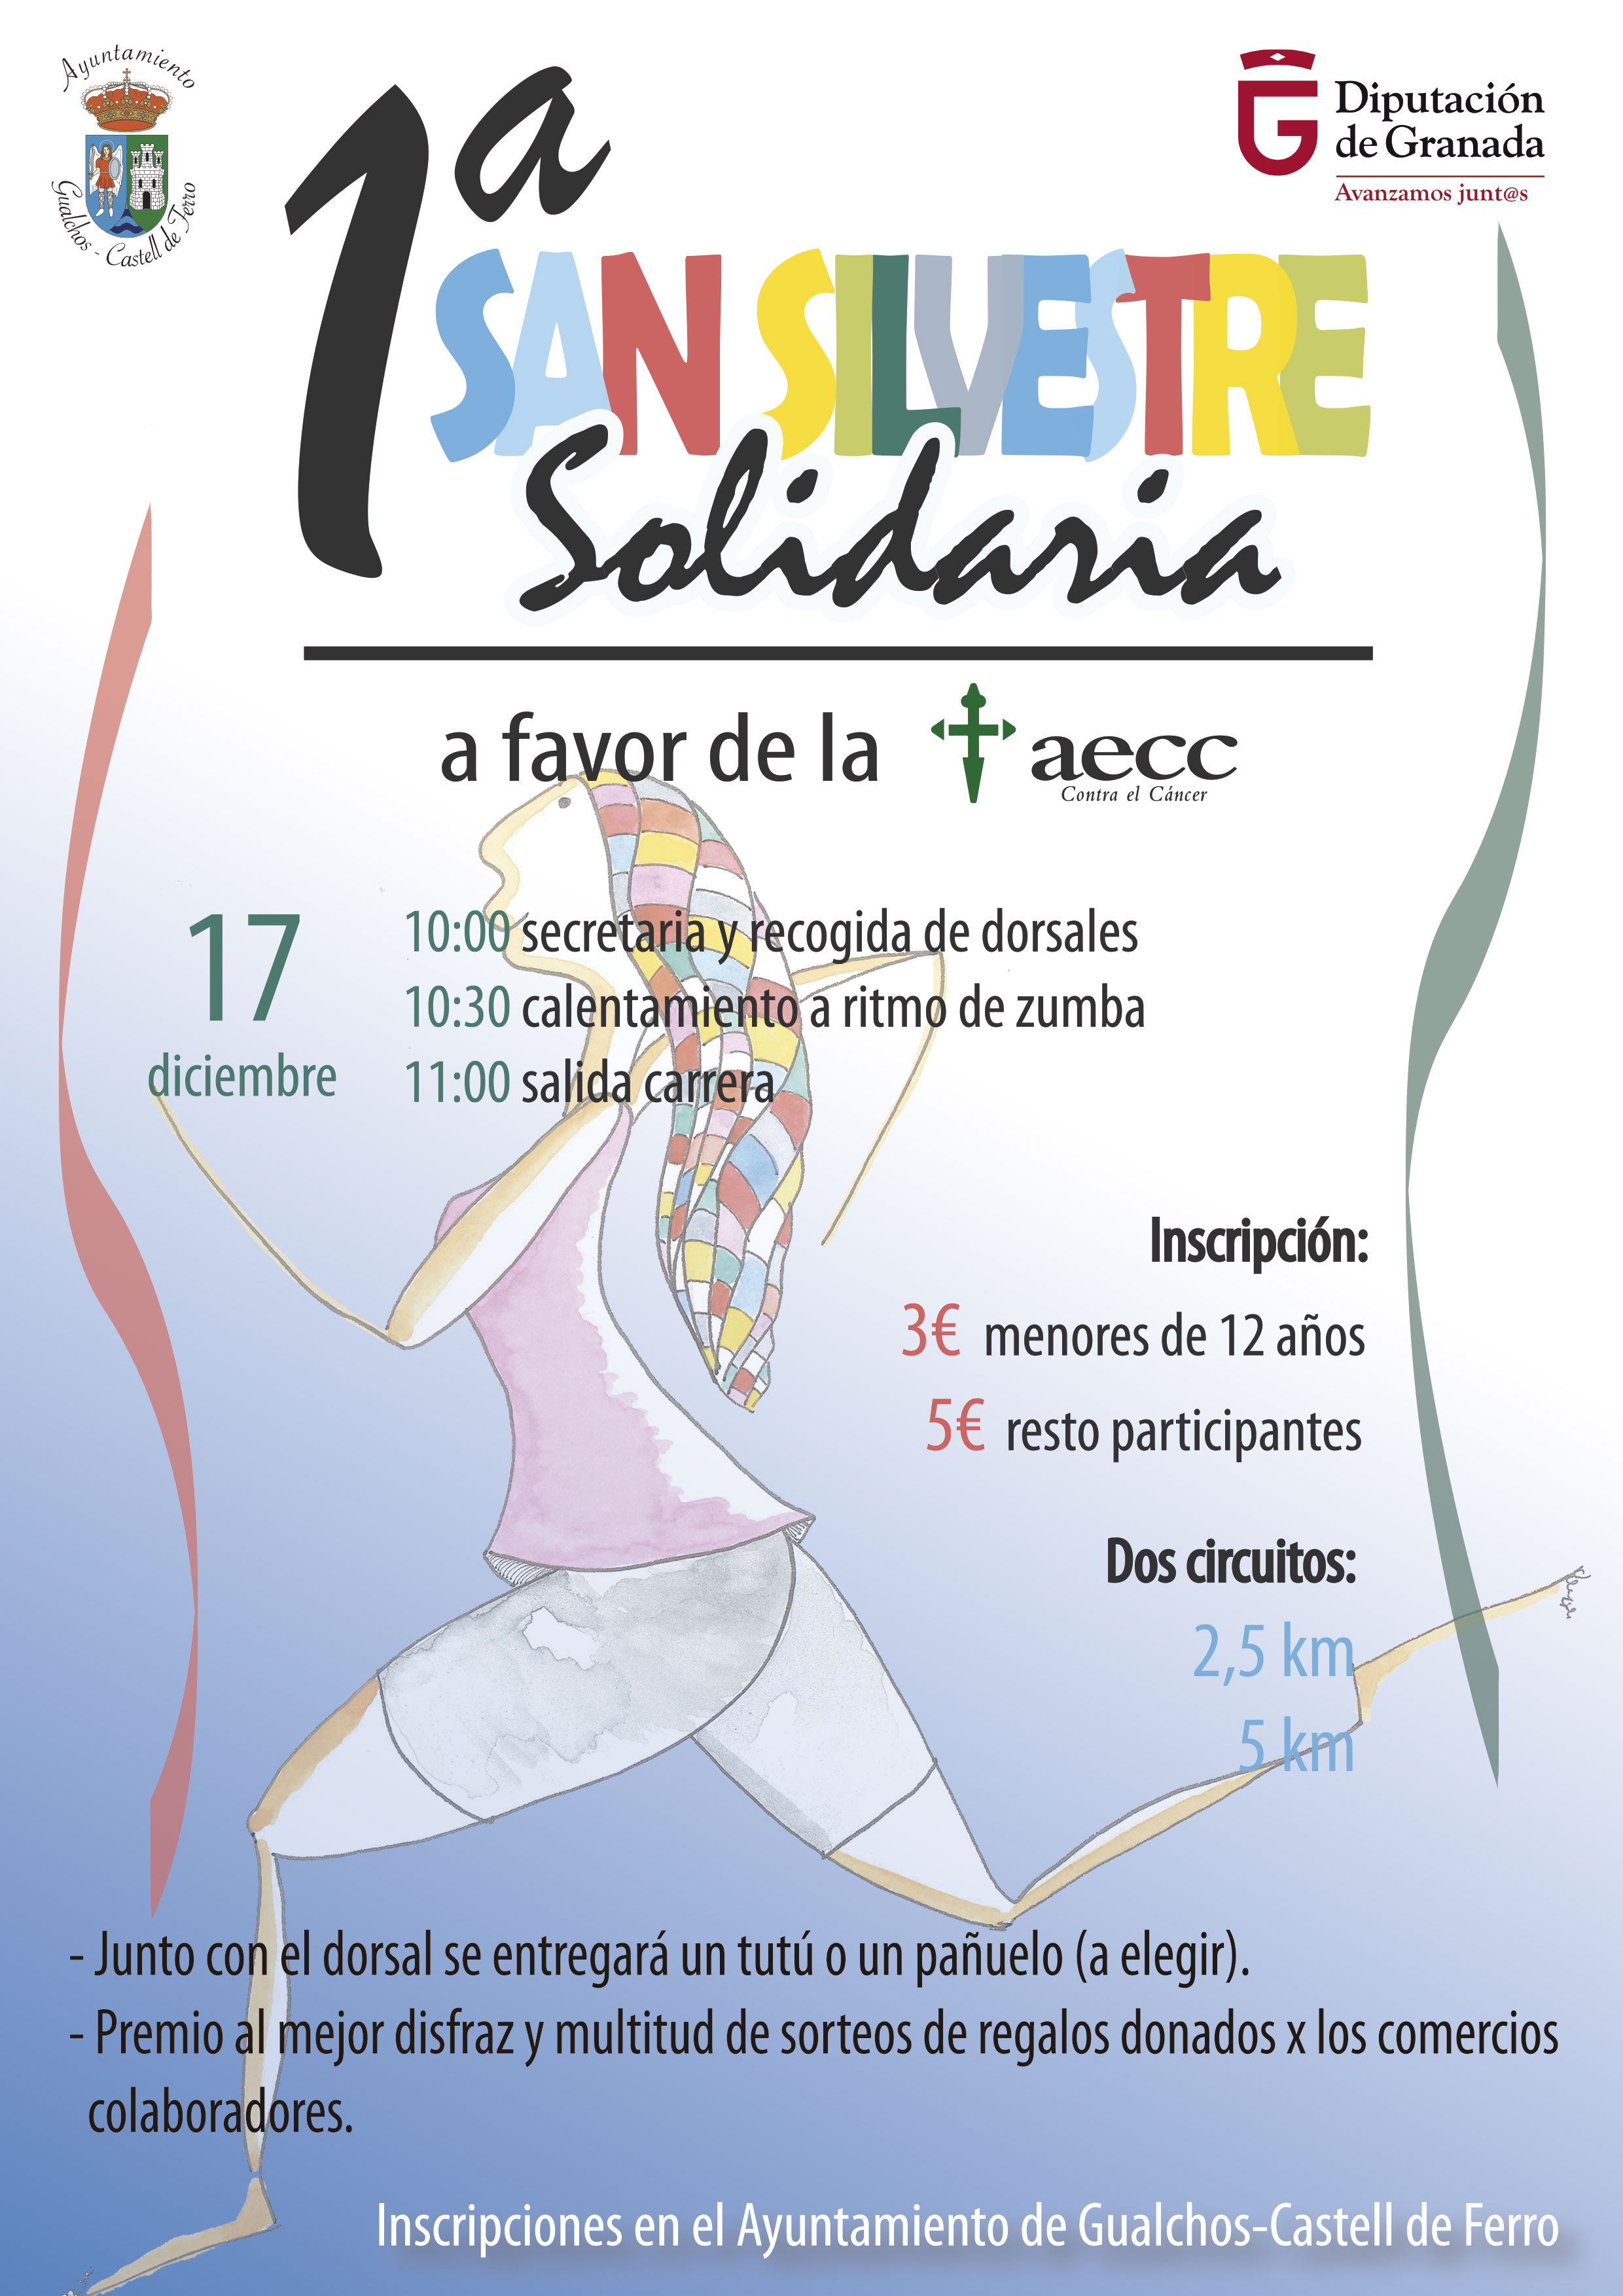 Ayuntamiento
Gualchos - Castell de Ferro
Diputación
de Granada
Avanzamos junt@s
1ª
SAN SILVESTRE
Solidaria
a favor de la
aecc
Contra el Cáncer
17
diciembre
10:00 secretaria y recogida de dorsales
10:30 calentamiento a ritmo de zumba
11:00 salida carrera
Inscripción:
3€ menores de 12 años
5€ resto participantes
Dos circuitos:
2,5 km
5 km
- Junto con el dorsal se entregará un tutú o un pañuelo (a elegir).
- Premio al mejor disfraz y multitud de sorteos de regalos donados x los comercios
colaboradores.
Inscripciones en el Ayuntamiento de Gualchos-Castell de Ferro